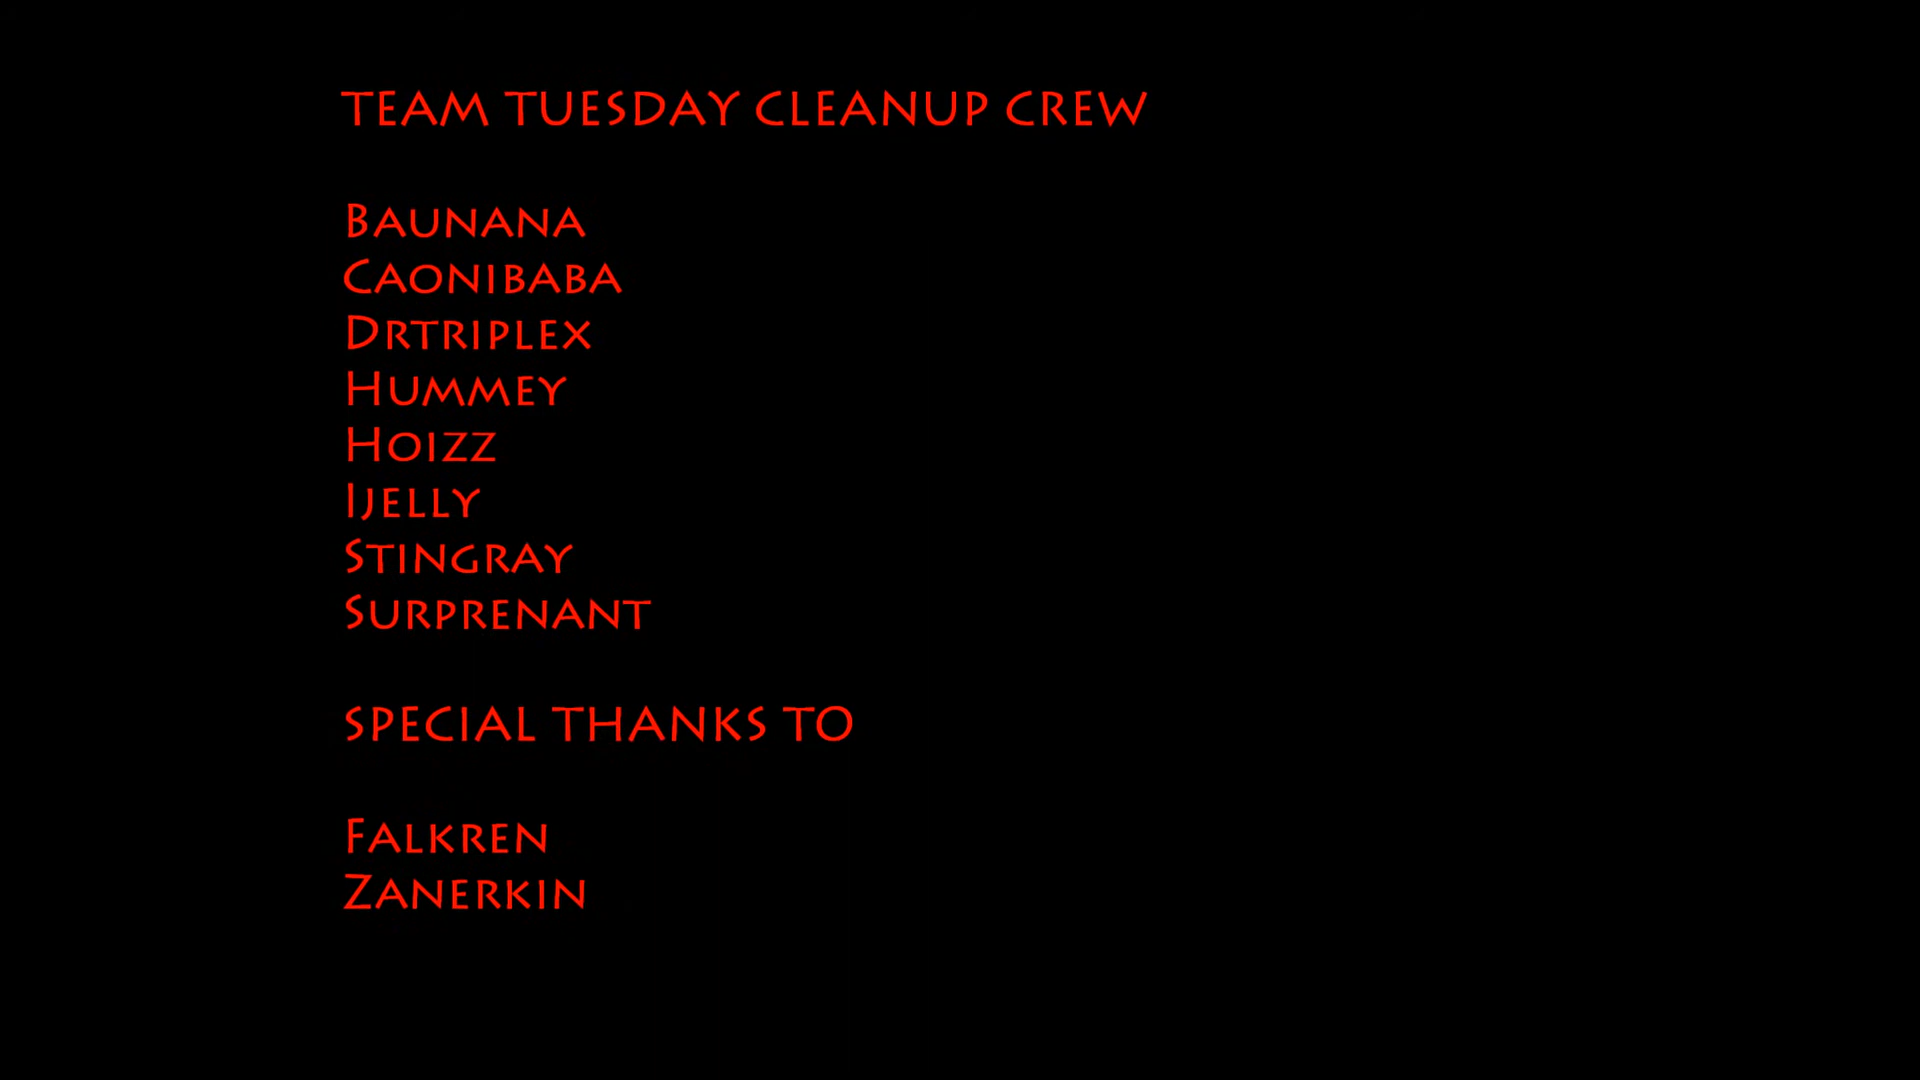 TEAM TUESDAY CLEANUP CREW
Baunana
Caonibaba
Drtriplex
Hummey
Hoizz
Ijelly
Stingray
Surprenant
SPECIAL THANKS TO
Falkren
Zanerkin